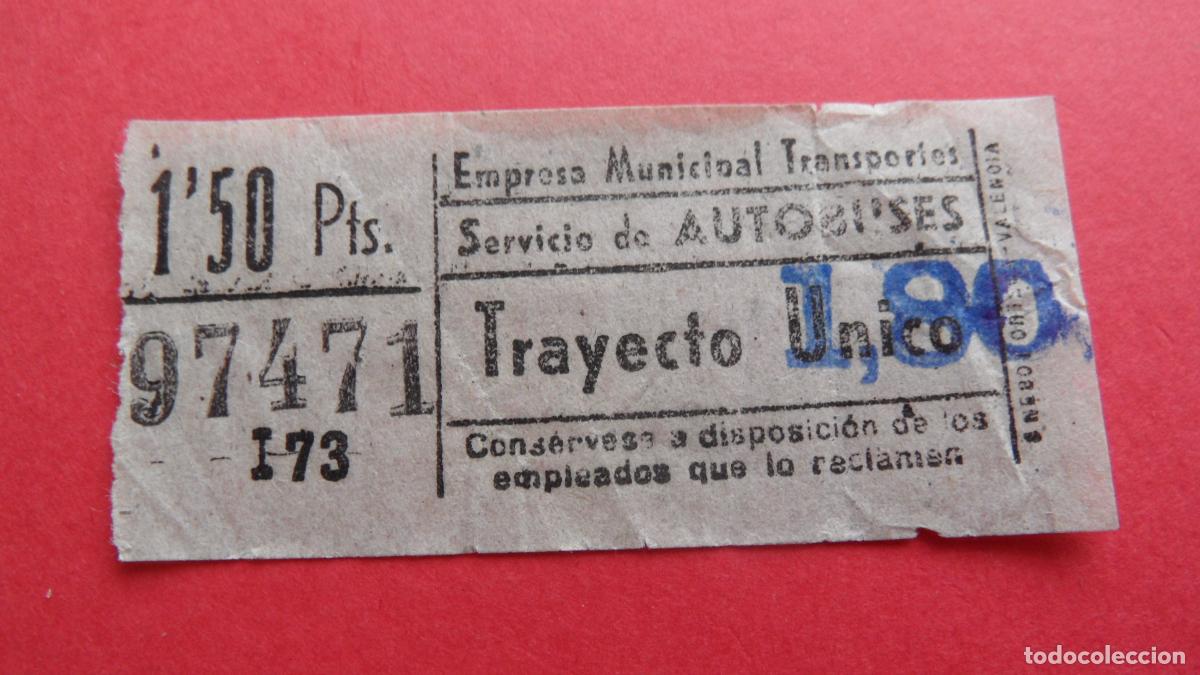 1'50 Pts.
97471
I73
Empresa Municipal Transportes
Servicio de AUTOBUSES
Trayecto Unico
1,80
Consérvese a disposición de los
empleados que lo reclamen
VALENCIA
todocoleccion